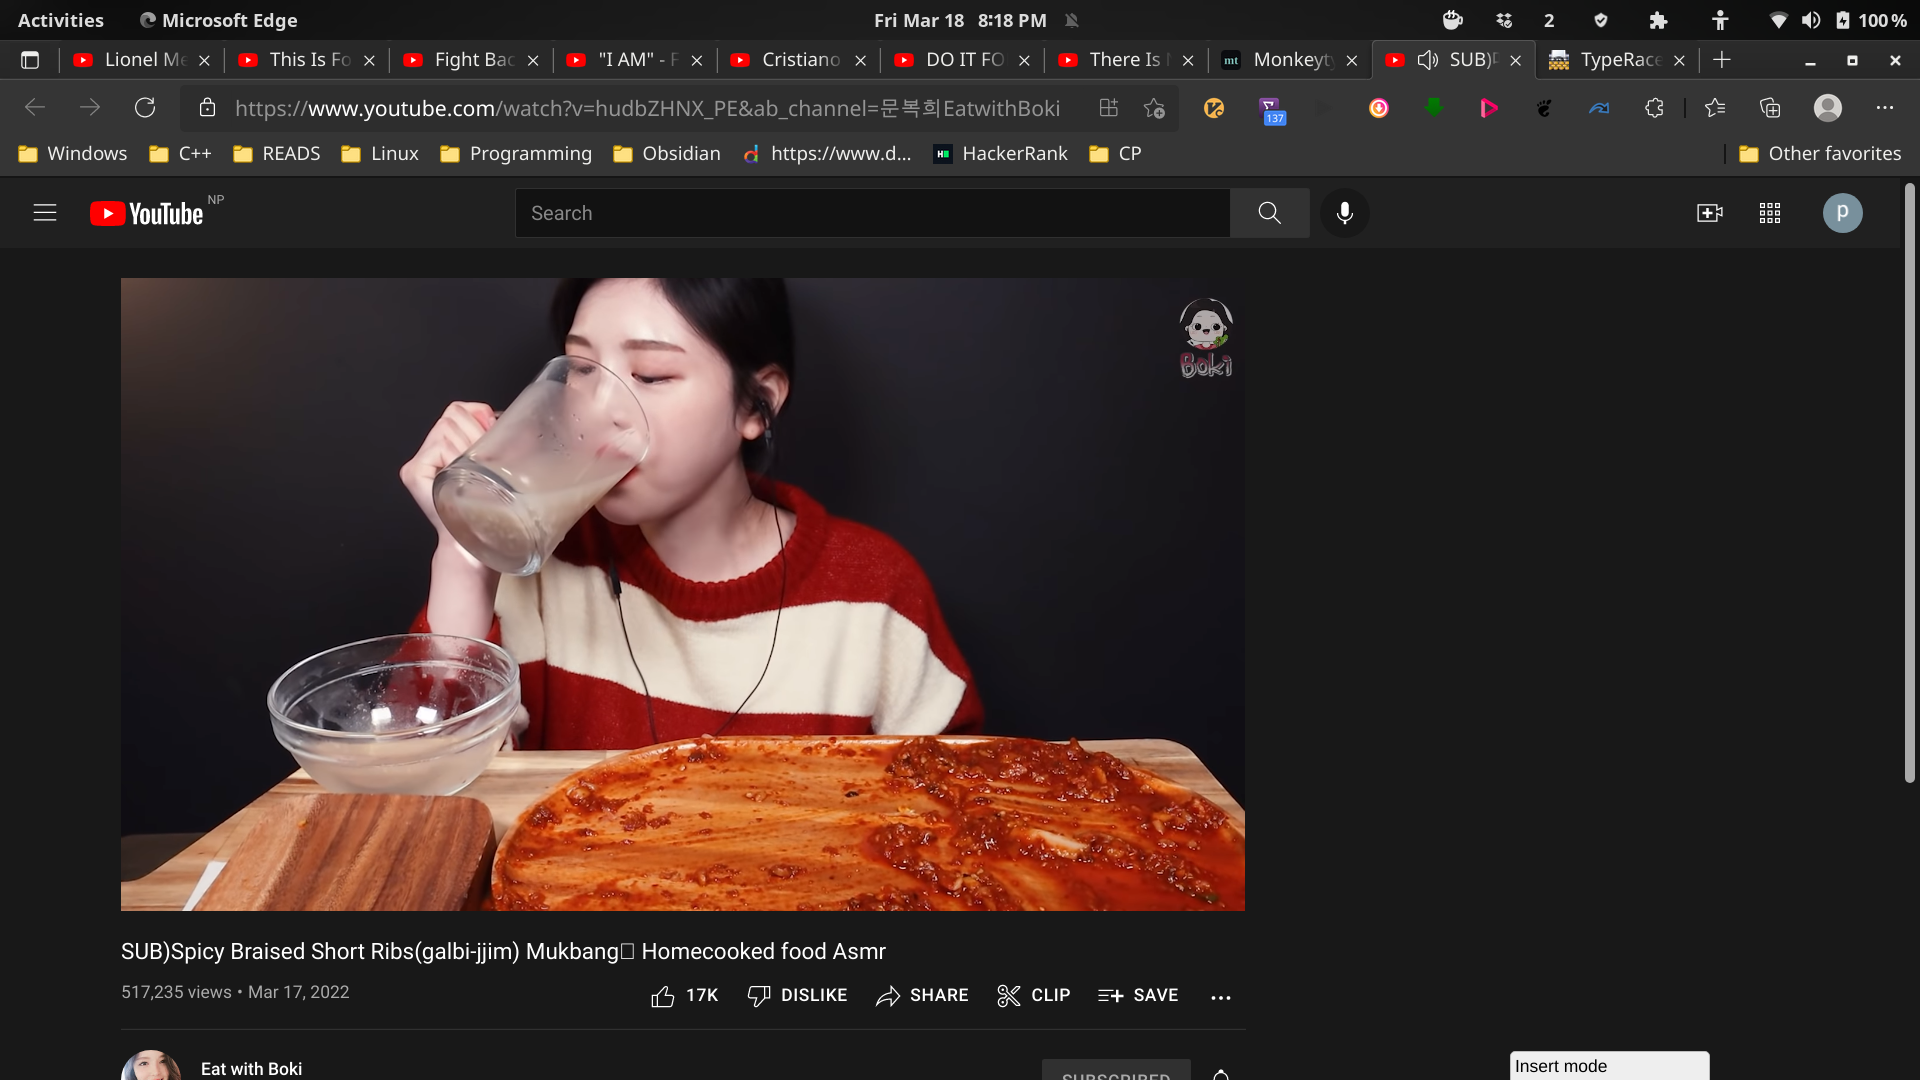 Activities
Microsoft Edge
Fri Mar 18 8:18 PM
2
100 %
Lionel Me
This Is Fo
Fight Bac
"I AM" - F
Cristiano
DO IT FO
There Is
mt
Monkeyty
SUB)
TypeRace
https://www.youtube.com/watch?v=hudbZHNX_PE&ab_channel=문복희EatwithBoki
137
Windows
C++
READS
Linux
Programming
Obsidian
https://www.d...
HackerRank
CP
Other favorites
YouTube NP
Search
p
Boki
SUB)Spicy Braised Short Ribs(galbi-jjim) Mukbang Homecooked food Asmr
517,235 views • Mar 17, 2022
17K
DISLIKE
SHARE
CLIP
SAVE
Eat with Boki
SUBSCRIBED
Insert mode